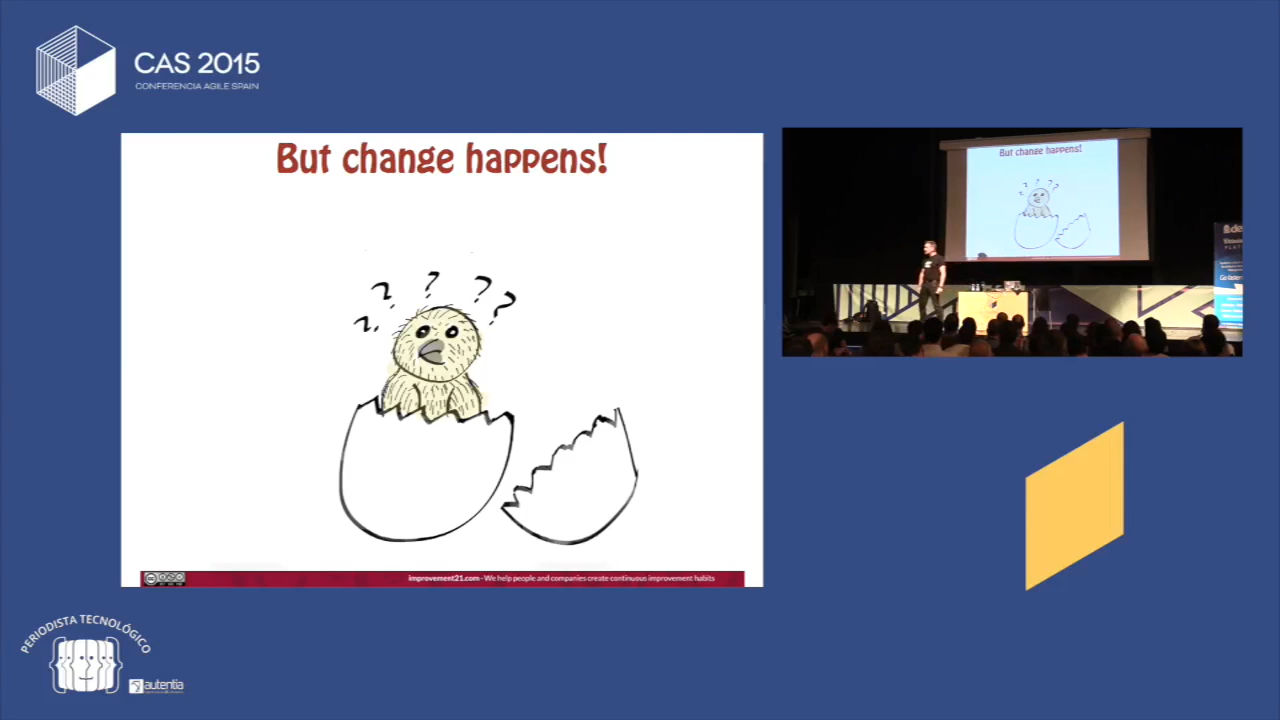 CAS 2015
CONFERENCIA AGILE SPAIN
But change happens!
? ? ? ? ?
improvement21.com - We help people and companies create continuous improvement habits
But change happens!
PERIODISTA TECNOLÓGICO
autentia